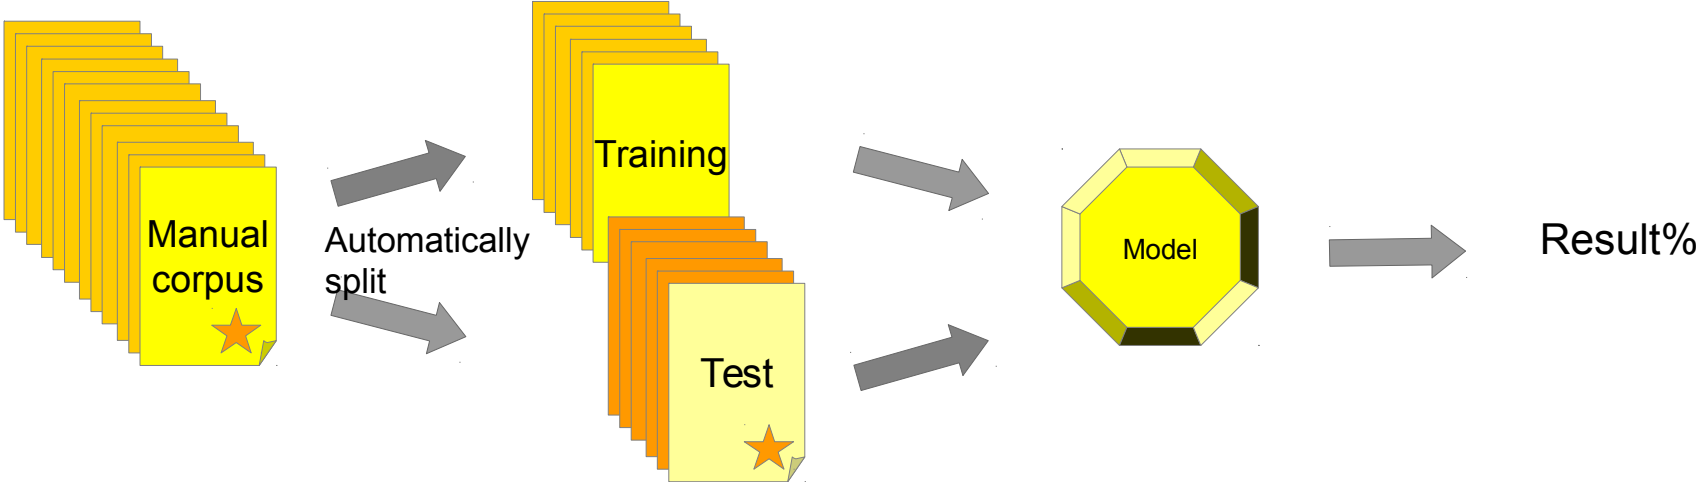 Manual
corpus
Automatically
split
Training
Test
Model
Result%